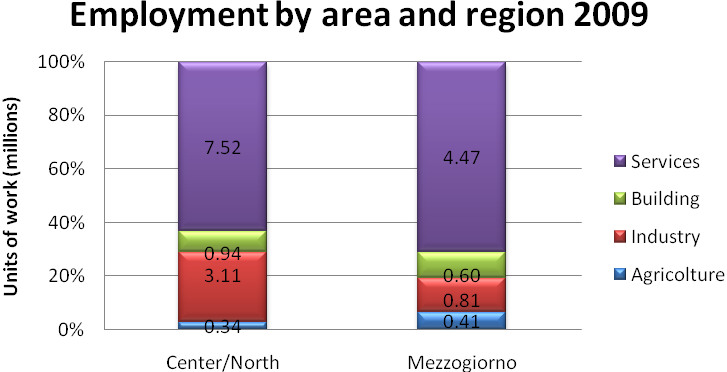 Employment by area and region 2009
Units of work (millions)
100%
80%
60%
40%
20%
0%
7.52
0.94
3.11
0.34
4.47
0.60
0.81
0.41
Center/North
Mezzogiorno
Services
Building
Industry
Agricolture